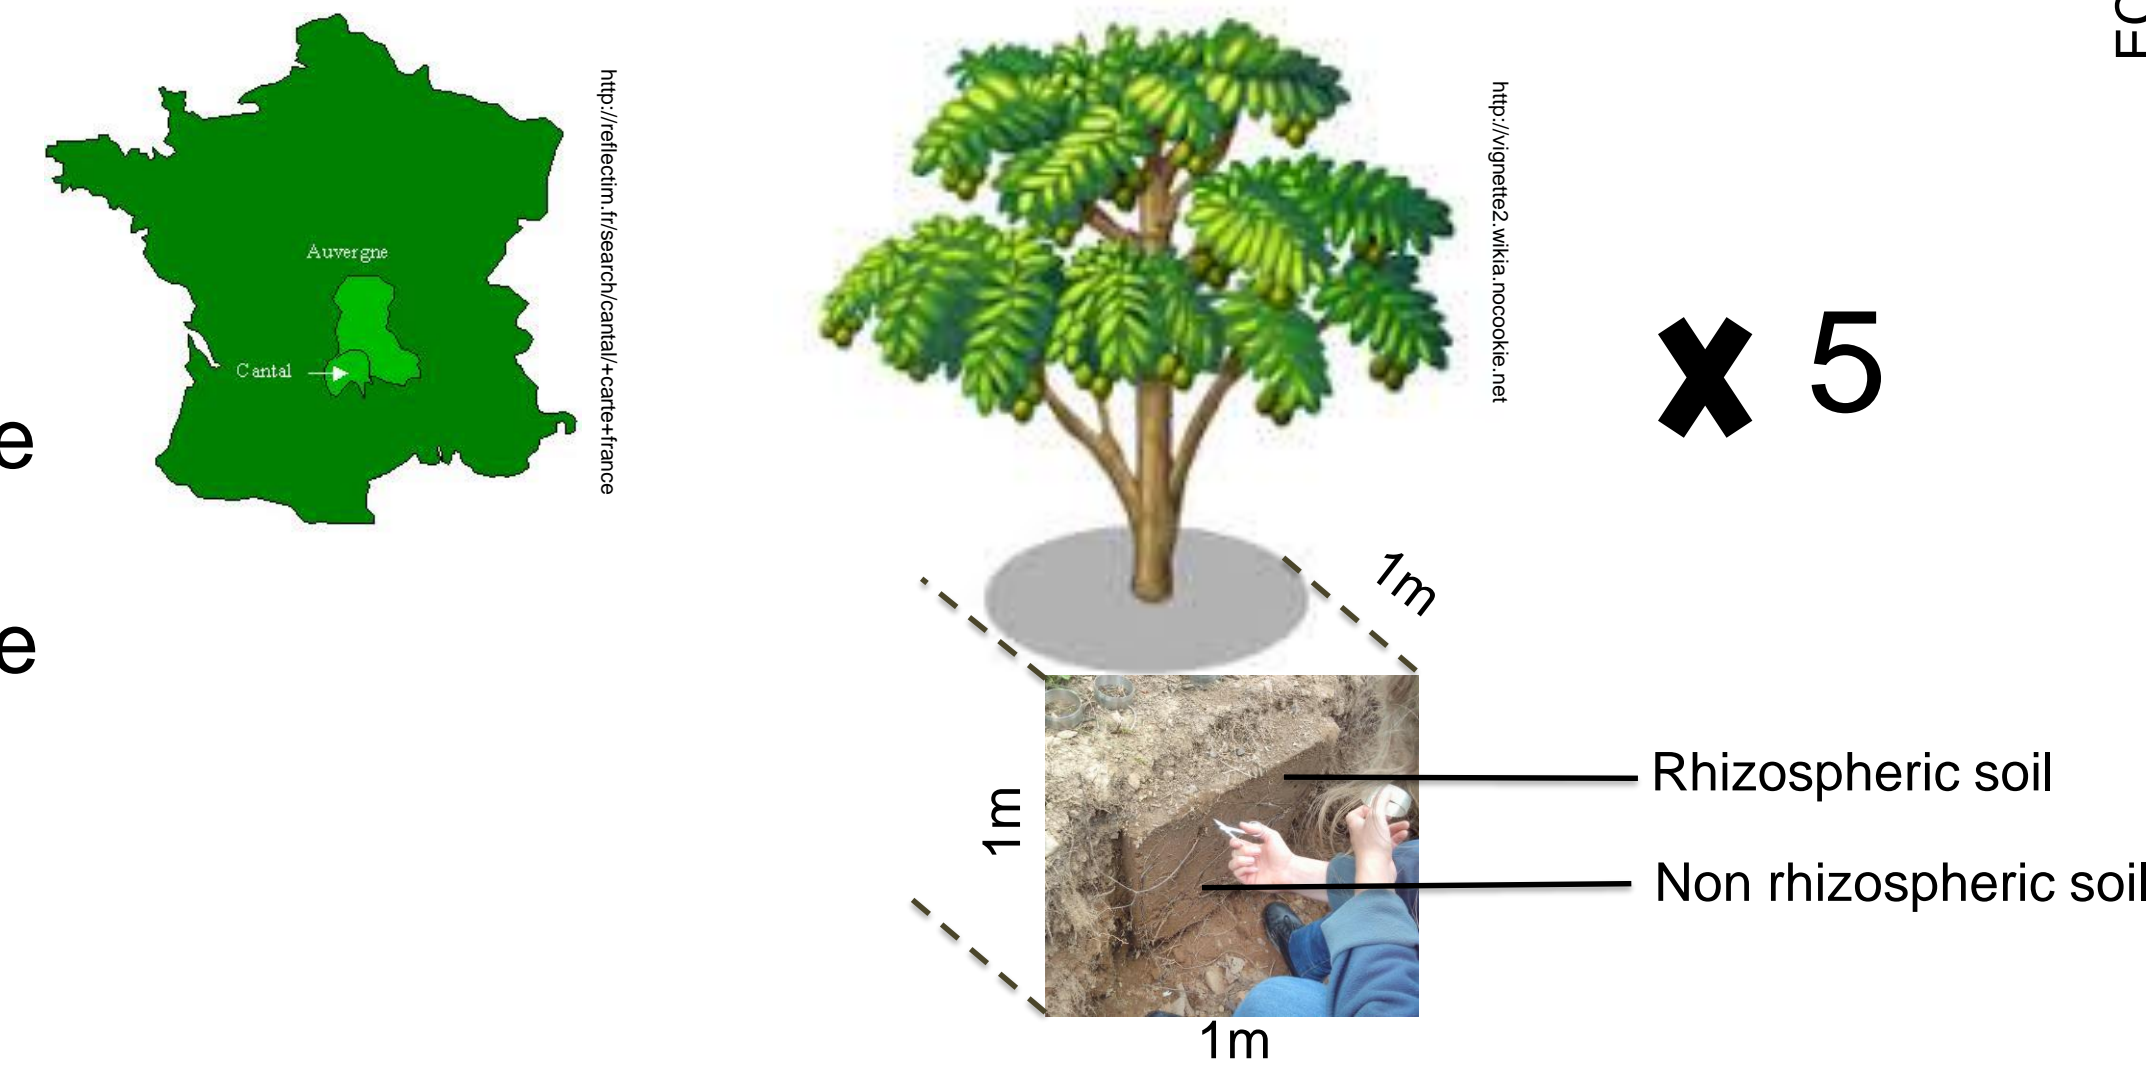 Auvergne
Cantal
http://reflectim.fr/search/cantal/+carte+france
http://vignette2.wikia.nocookie.net
x 5
1m
1m
1m
Rhizospheric soil
Non rhizospheric soil
e
e